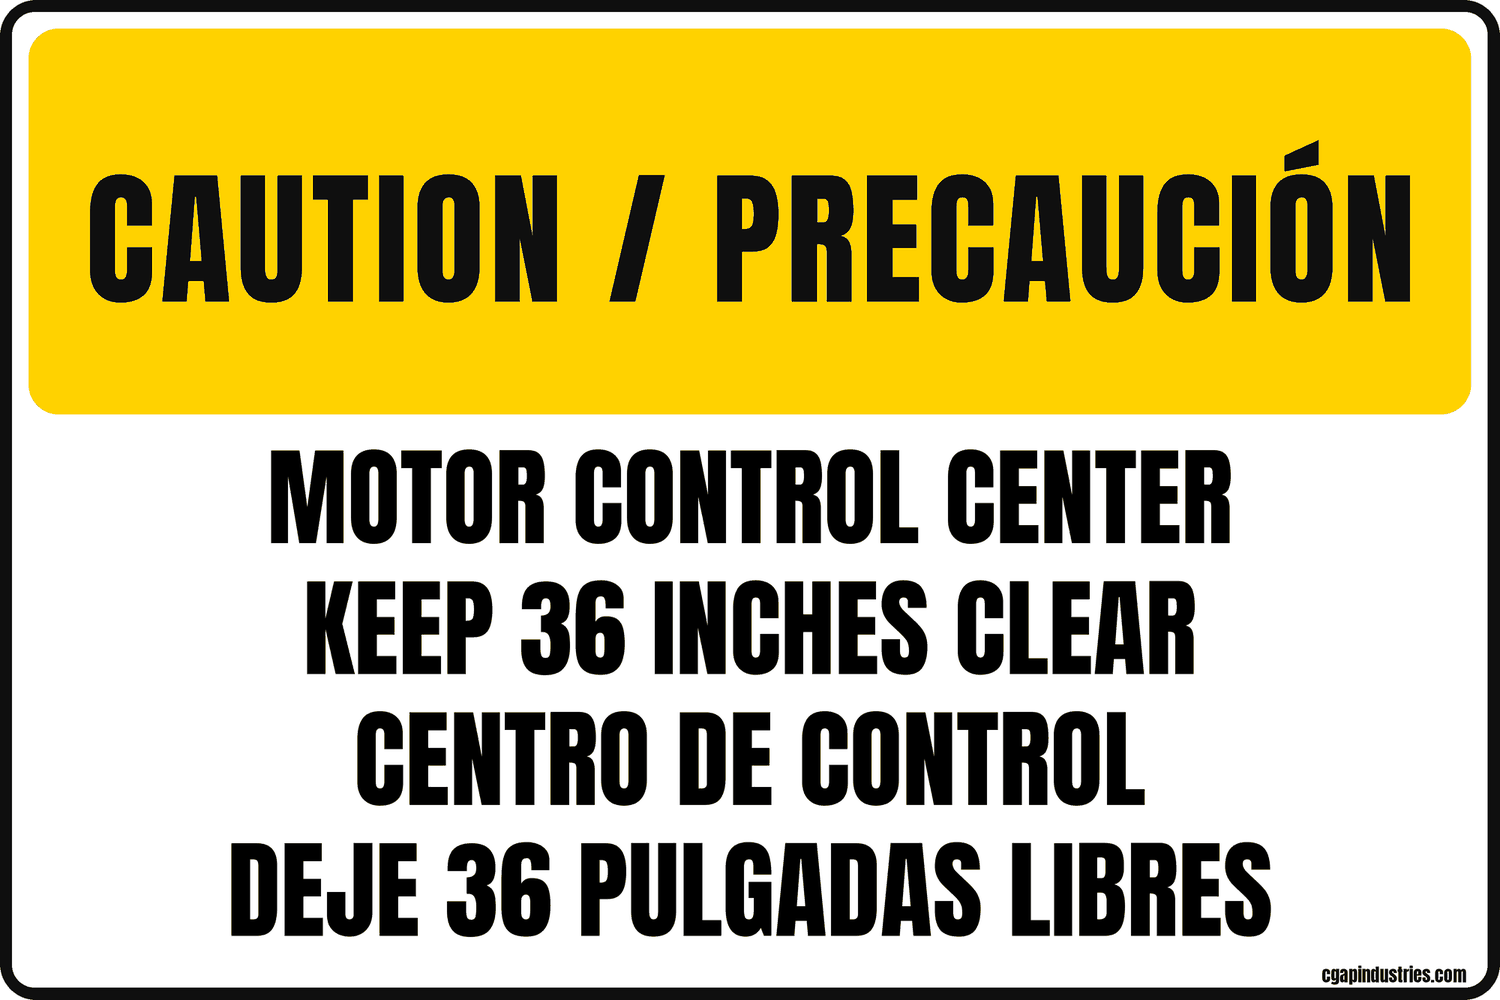 CAUTION / PRECAUCIÓN
MOTOR CONTROL CENTER
KEEP 36 INCHES CLEAR
CENTRO DE CONTROL
DEJE 36 PULGADAS LIBRES
cgapindustries.com